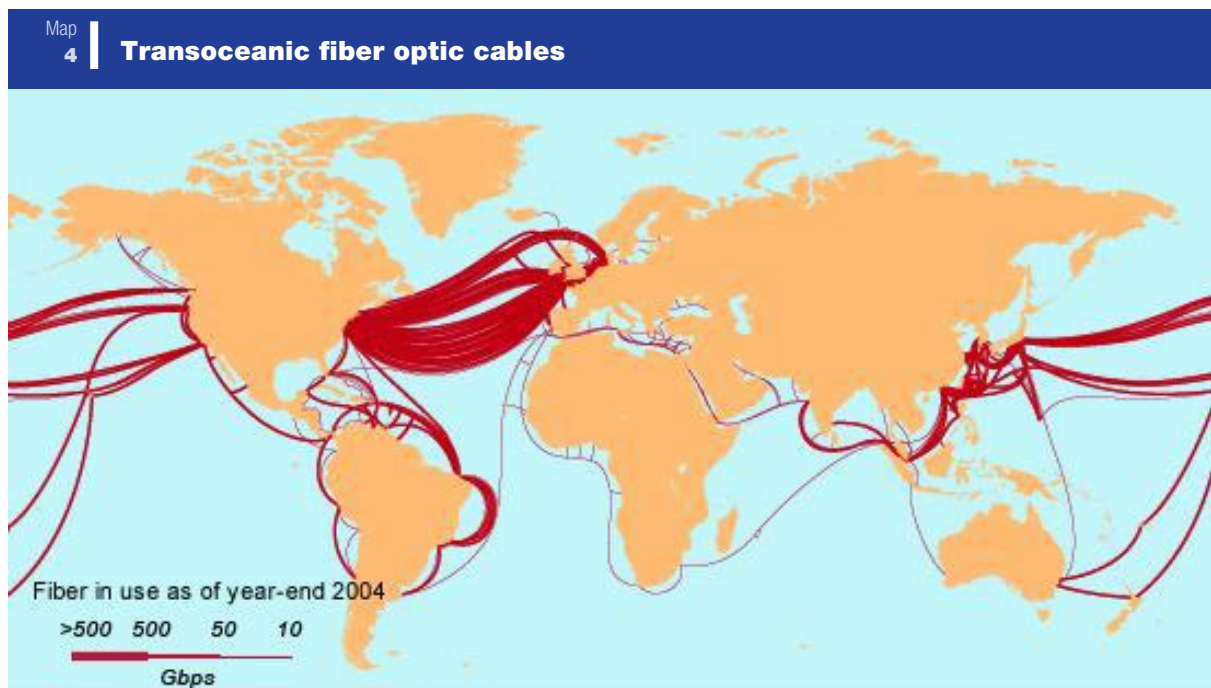 Map
4
Transoceanic fiber optic cables
Fiber in use as of year-end 2004
>500 500 50 10
Gbps